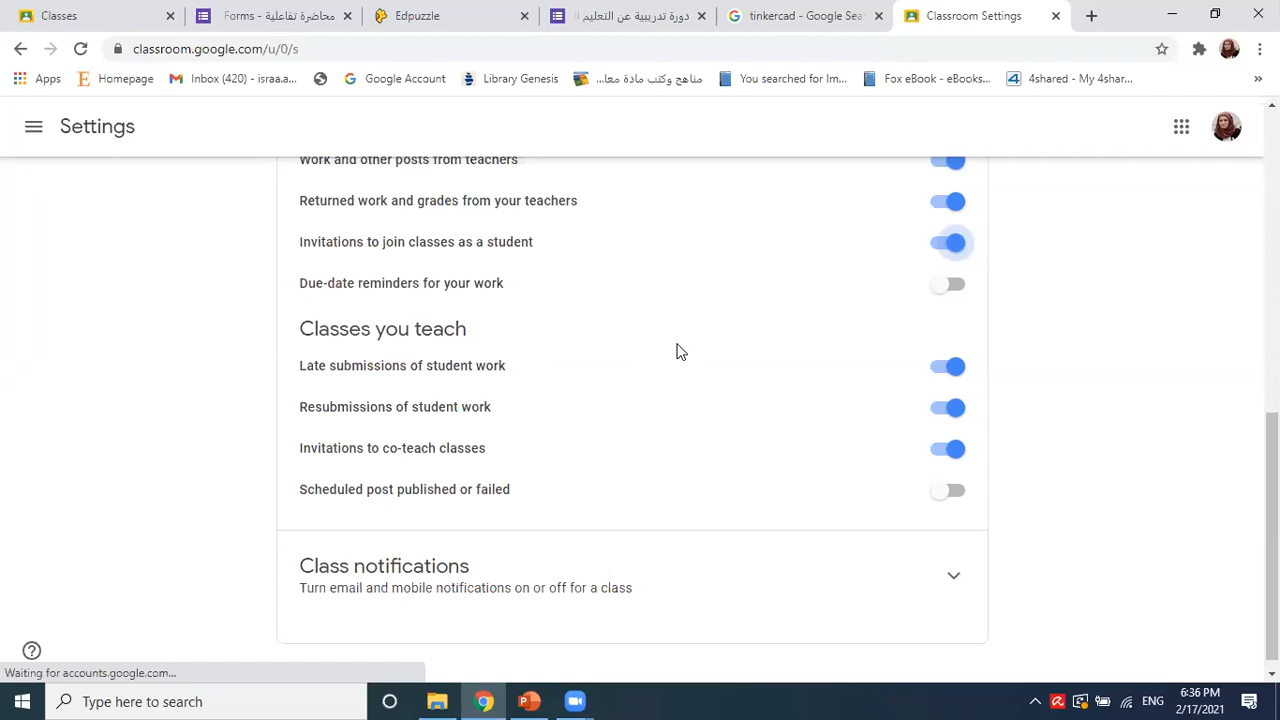 Classes
محاضرة تفاعلية - Forms
Edpuzzle
دورة تدريبية عن التعليم ال
tinkercad - Google Sea
Classroom Settings
classroom.google.com/u/0/s
Apps
Homepage
Inbox (420) - israa.a...
Google Account
Library Genesis
مناهج وكتب مادة معا...
You searched for Im...
Fox eBook - eBooks...
4shared - My 4shar...
»
Settings
Work and other posts from teachers
Returned work and grades from your teachers
Invitations to join classes as a student
Due-date reminders for your work
Classes you teach
Late submissions of student work
Resubmissions of student work
Invitations to co-teach classes
Scheduled post published or failed
Class notifications
Turn email and mobile notifications on or off for a class
Waiting for accounts.google.com...
Type here to search
ENG
6:36 PM
2/17/2021